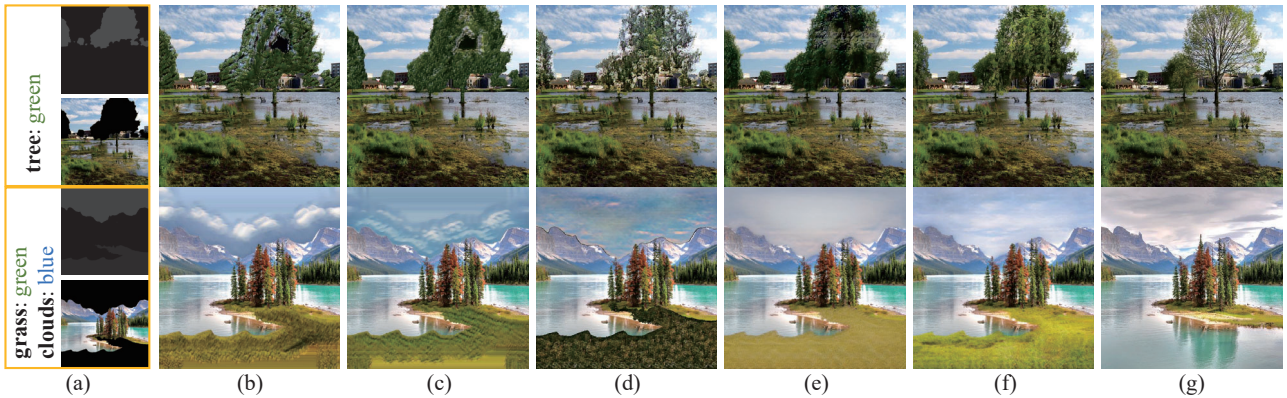 tree: green
grass: green
clouds: blue
(a) (b) (c) (d) (e) (f) (g)